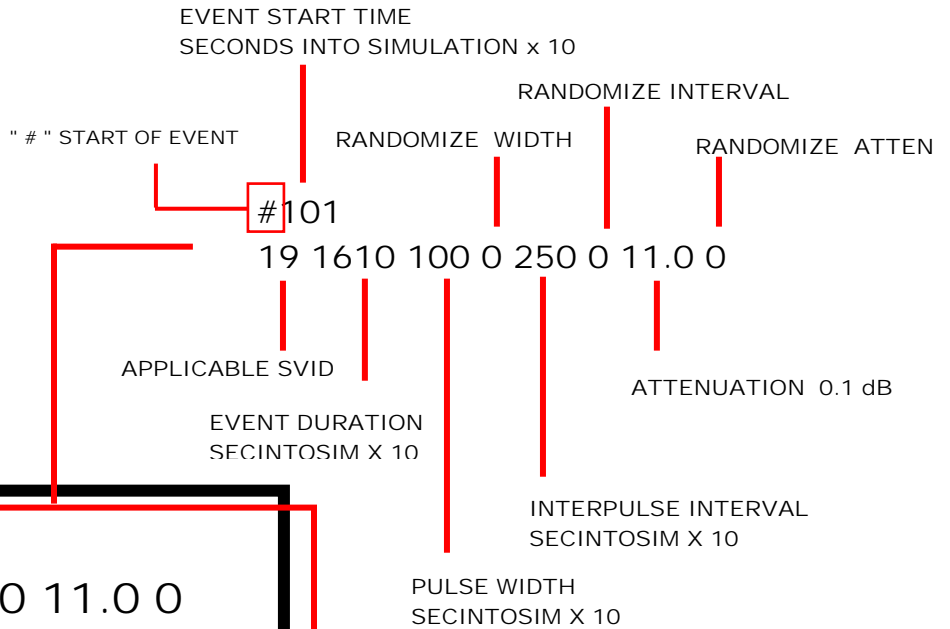 EVENT START TIME
SECONDS INTO SIMULATION x 10
RANDOMIZE INTERVAL
" # " START OF EVENT
RANDOMIZE WIDTH
RANDOMIZE ATTEN
#101
19 1610 100 0 250 0 11.0 0
APPLICABLE SVID
ATTENUATION 0.1 dB
EVENT DURATION
SECINTOSIM X 10
INTERPULSE INTERVAL
SECINTOSIM X 10
PULSE WIDTH
SECINTOSIM X 10
0 11.0 0